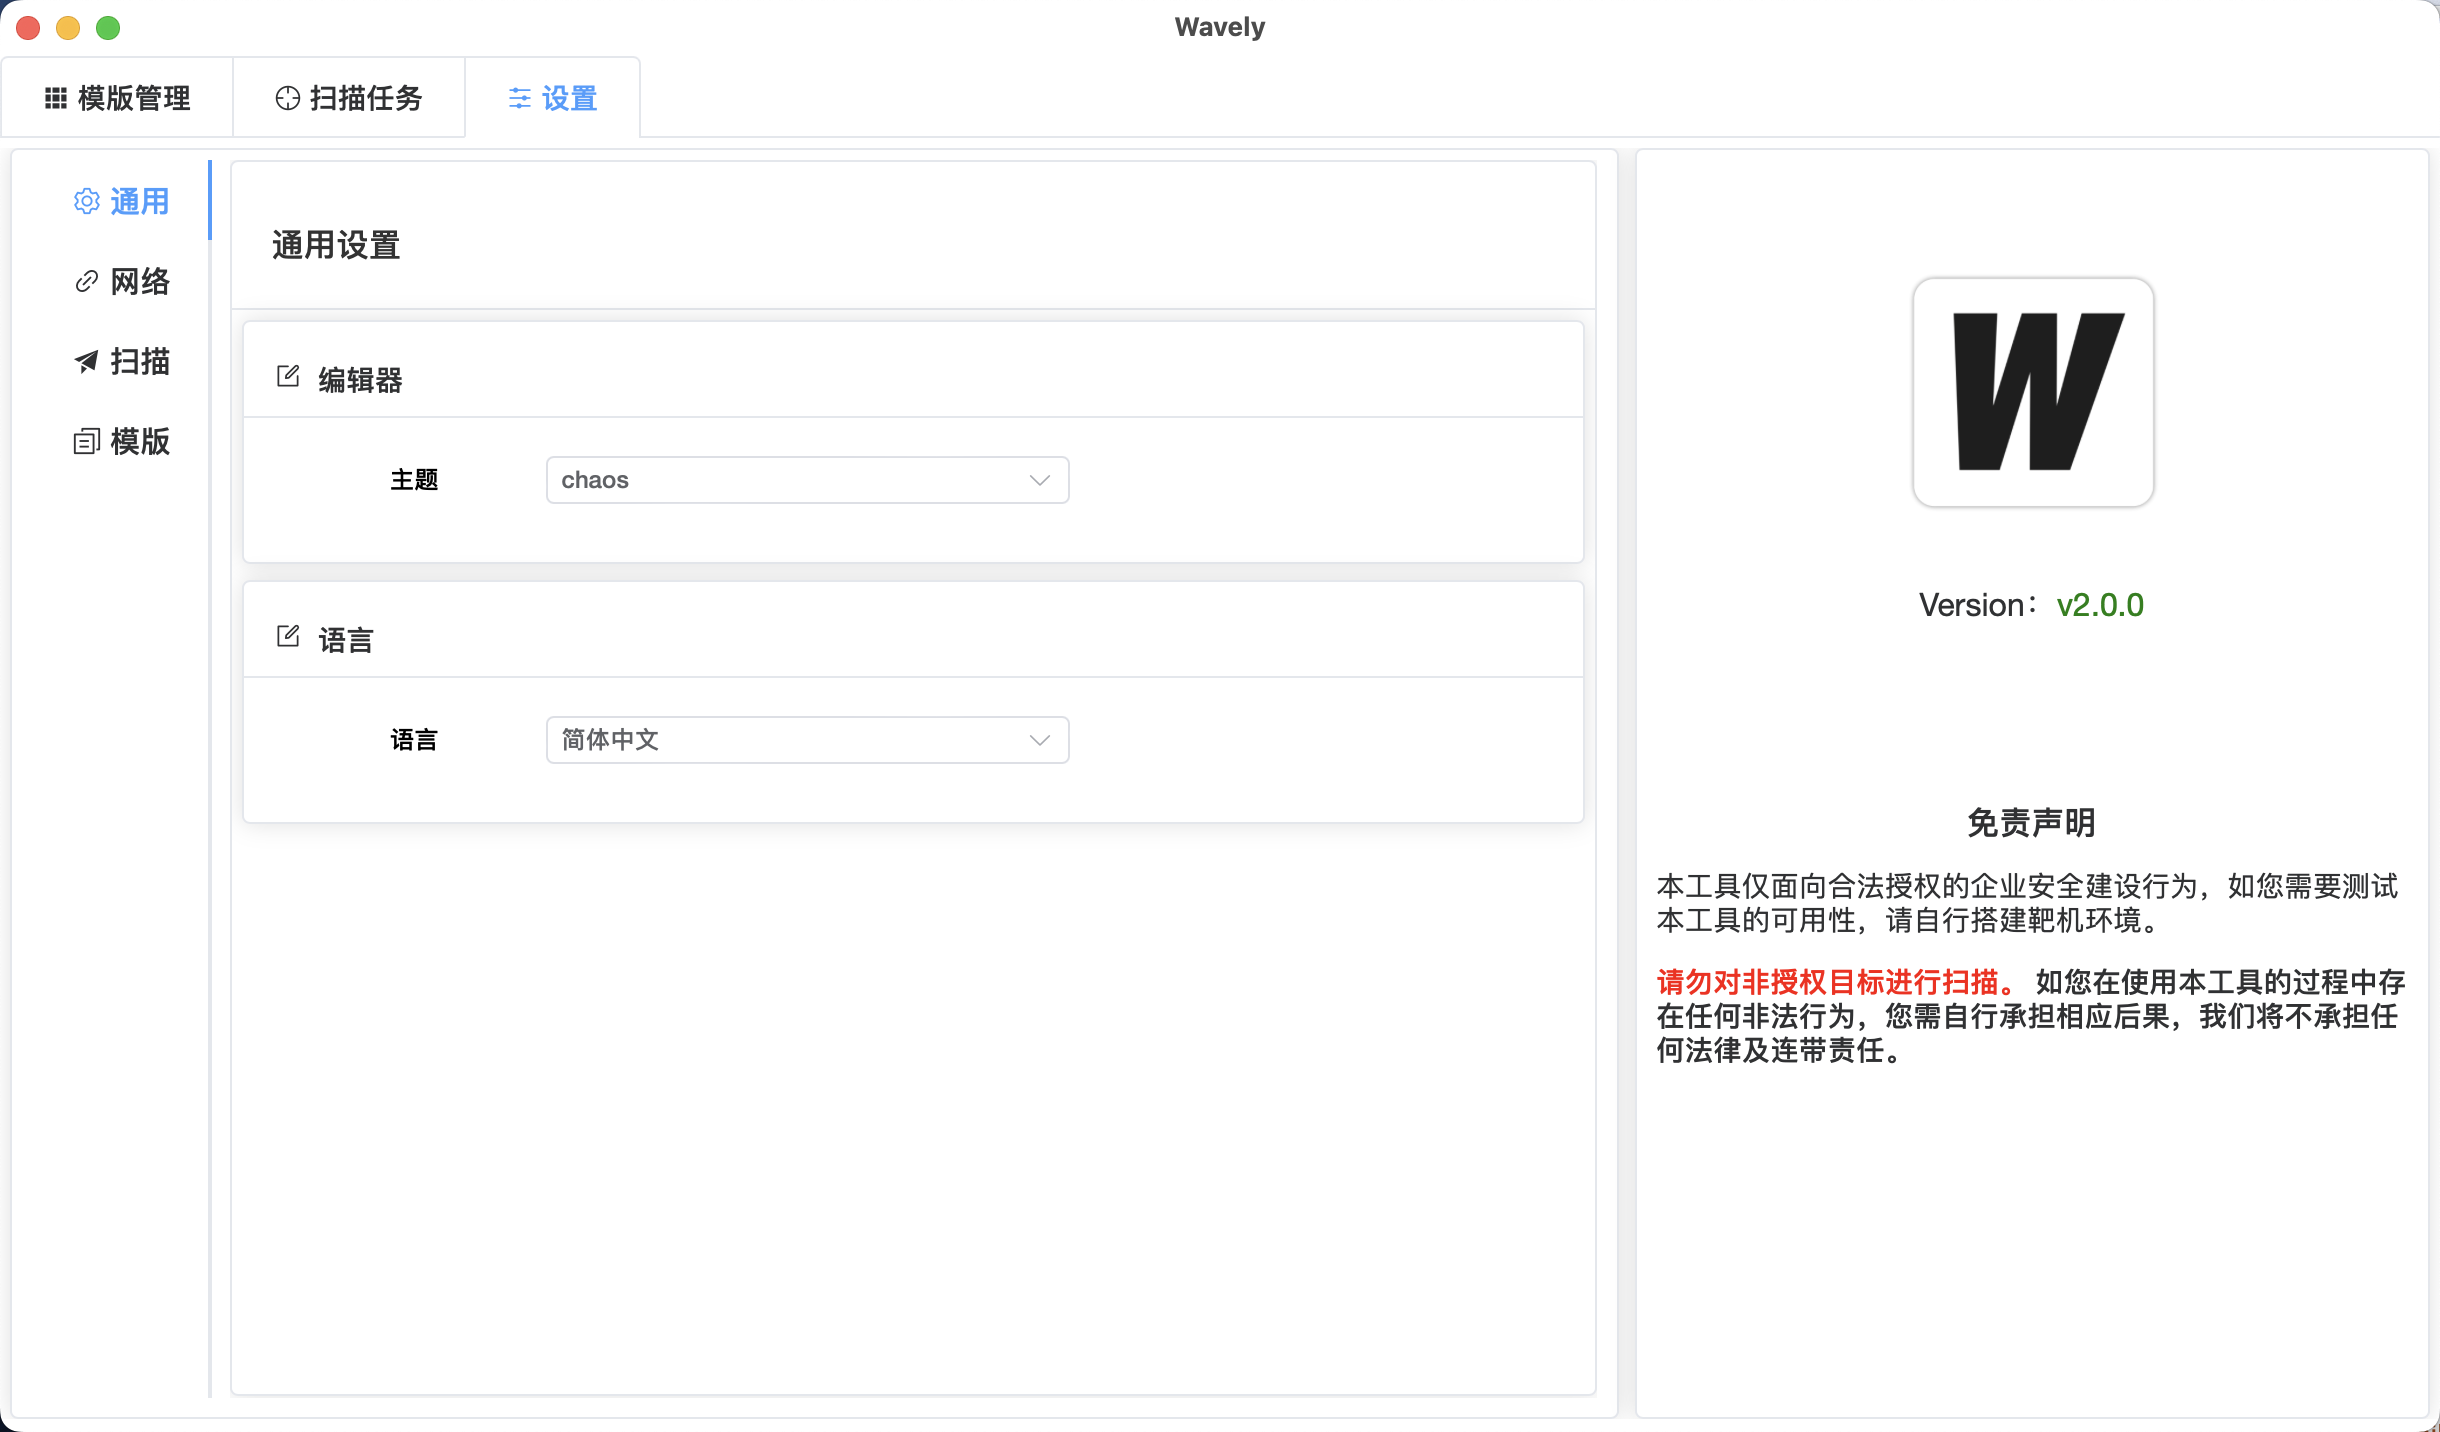 Wavely
模版管理
扫描任务
设置
通用
网络
扫描
模版
通用设置
编辑器
主题
chaos
语言
语言
简体中文
W
Version：v2.0.0
免责声明
本工具仅面向合法授权的企业安全建设行为，如您需要测试
本工具的可用性，请自行搭建靶机环境。
请勿对非授权目标进行扫描。 如您在使用本工具的过程中存
在任何非法行为，您需自行承担相应后果，我们将不承担任
何法律及连带责任。